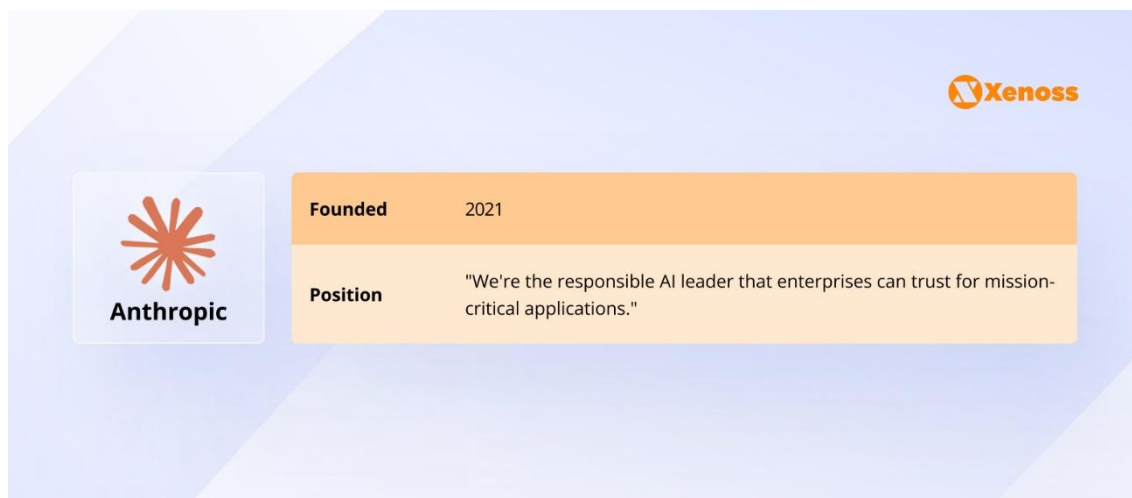 Xenoss
Anthropic
Founded
2021
Position
"We're the responsible AI leader that enterprises can trust for mission-
critical applications."